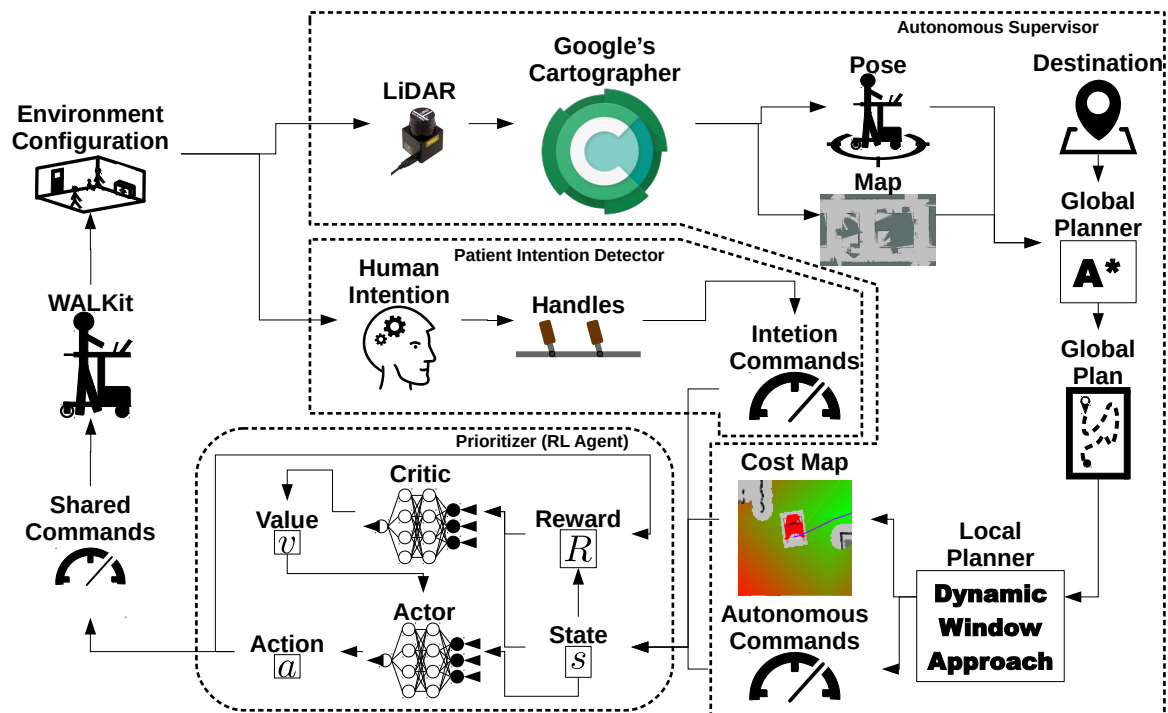 Autonomous Supervisor
Google's
Cartographer
Pose
Destination
LiDAR
Environment
Configuration
Map
Global
Planner
A*
Patient Intention Detector
Human
Intention
Handles
Intetion
Commands
WALKit
Global
Plan
Prioritizer (RL Agent)
Critic
Cost Map
Shared
Commands
Value
v
Reward
R
Local
Planner
Dynamic
Window
Approach
Actor
Autonomous
Commands
Action
a
State
s